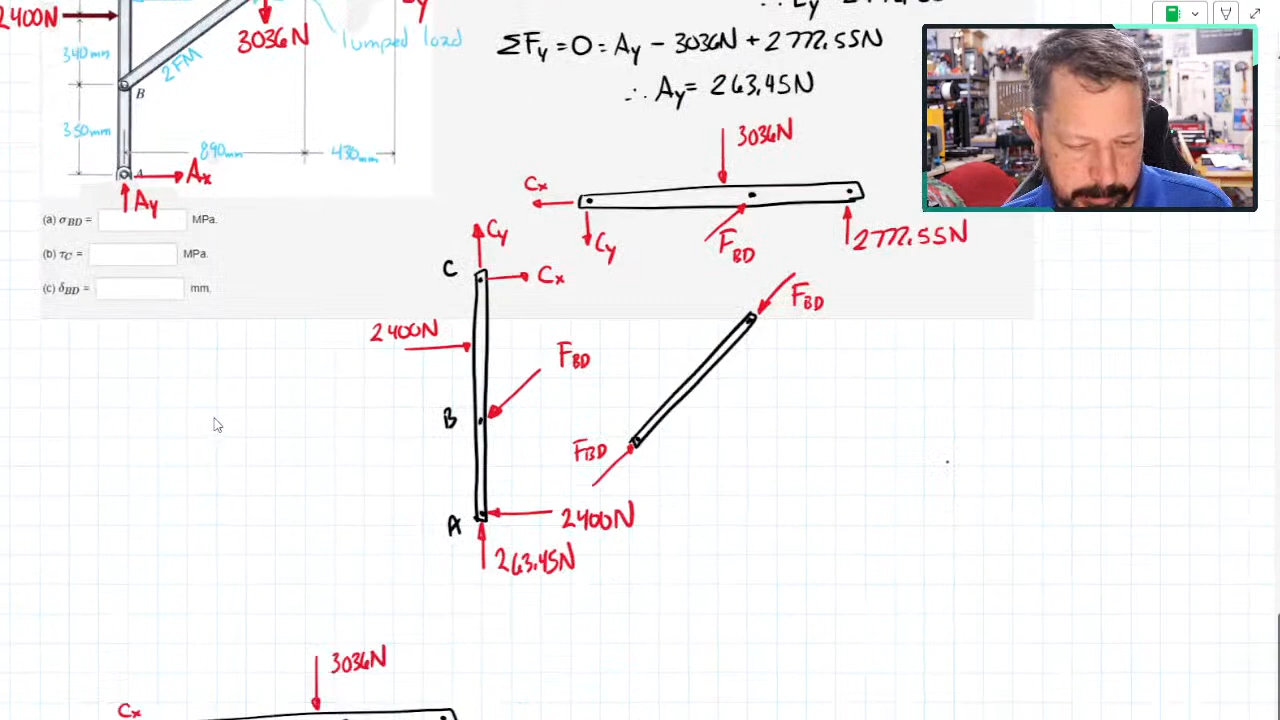 2400N
Ey
3036N
lumped load
340mm
2FM
B
350mm
890mm
430mm
A
Ax
Ay
(a) σBD = MPa.
(b) τC = MPa.
(c) δBD = mm.
ΣFy = 0 = Ay − 3036N + 2772.55N
∴ Ay = 263.45N
3036N
Cx
Cy
FBD
2772.55N
Cy
C
Cx
2400N
FBD
B
A
2400N
263.45N
FBD
FBD
3036N
Cx